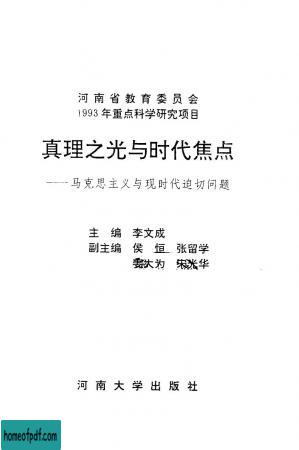 河南省教育委员会
1993年重点科学研究项目
真理之光与时代焦点
——马克思主义与现时代迫切问题
主 编 李文成
副主编 侯 恒 张留学
大为 宋光华
河南大学出版社
homeofpdf.com